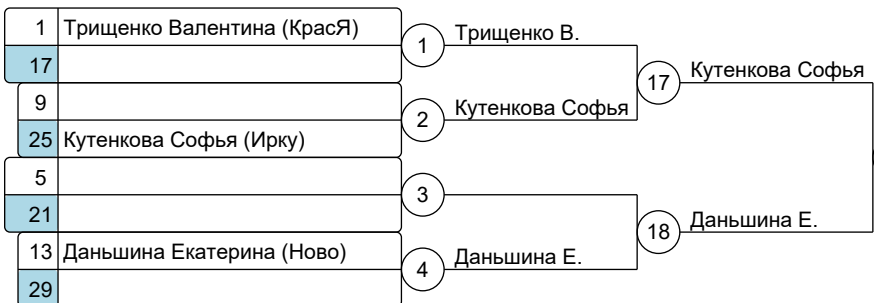 1 Трищенко Валентина (КрасЯ)
17
9
25 Кутенкова Софья (Ирку)
5
21
13 Даньшина Екатерина (Ново)
29
1 Трищенко В.
2 Кутенкова Софья
3
4 Даньшина Е.
17 Кутенкова Софья
18 Даньшина Е.